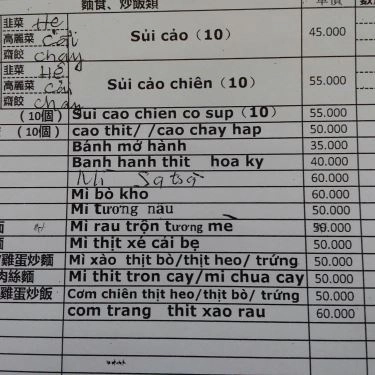 麵食、炒飯類 單價
韭菜 Hẹ
高麗菜 Cải
齋餃 chay
Sủi cảo (10) 45.000
韭菜 Hẹ
高麗菜 Cải
齋餃 chay
Sủi cảo chiên (10) 55.000
(10個) Sui cao chien co sup (10) 55.000
(10個) cao thit/ /cao chay hap 50.000
Bánh mở hành 35.000
Banh hanh thit hoa ky 40.000
Mì Satsa 60.000
Mì bò kho 60.000
Mì tương nấu 50.000
Mì rau trộn tương mè 50.000
Mì thịt xé cải bẹ 50.000
雞蛋炒麵 Mì xào thịt bò/thịt heo/ trứng 50.000
肉絲麵 Mi thit tron cay/mi chua cay 50.000
雞蛋炒飯 Cơm chiên thịt heo/thịt bò/ trứng 50.000
com trang thit xao rau 60.000